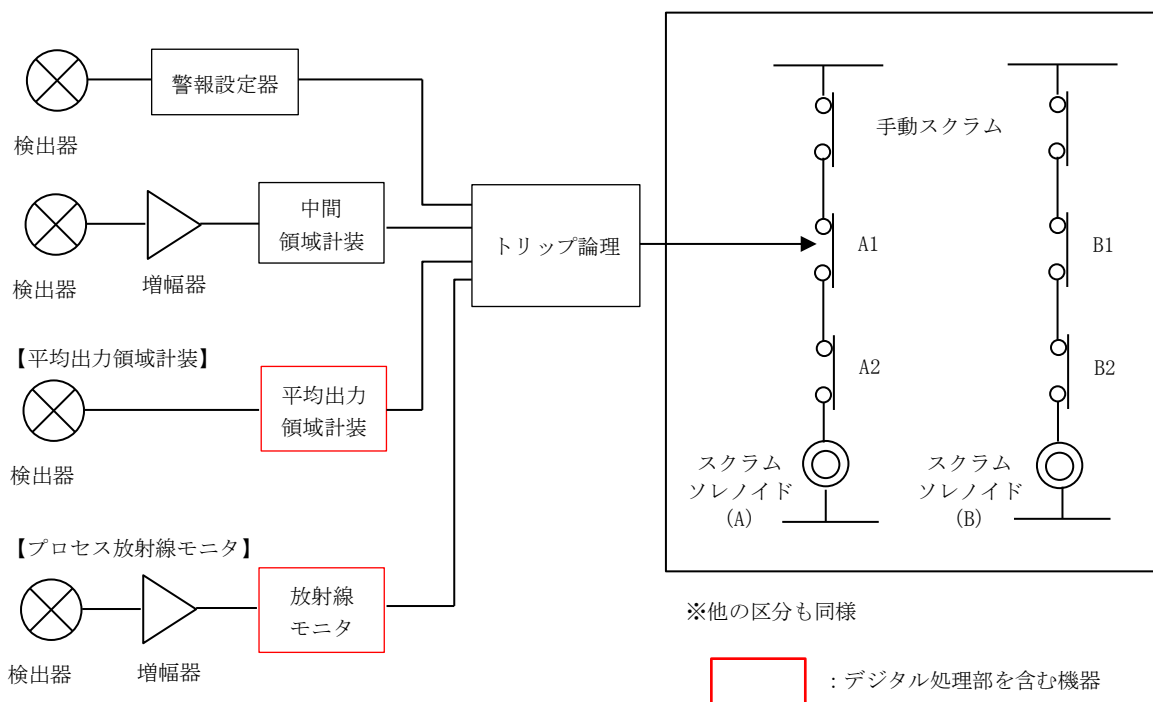 検出器
警報設定器
検出器
増幅器
中間
領域計装
【平均出力領域計装】
検出器
平均出力
領域計装
【プロセス放射線モニタ】
検出器
増幅器
放射線
モニタ
トリップ論理
手動スクラム
A1
B1
A2
B2
スクラム
ソレノイド
(A)
スクラム
ソレノイド
(B)
※他の区分も同様
：デジタル処理部を含む機器